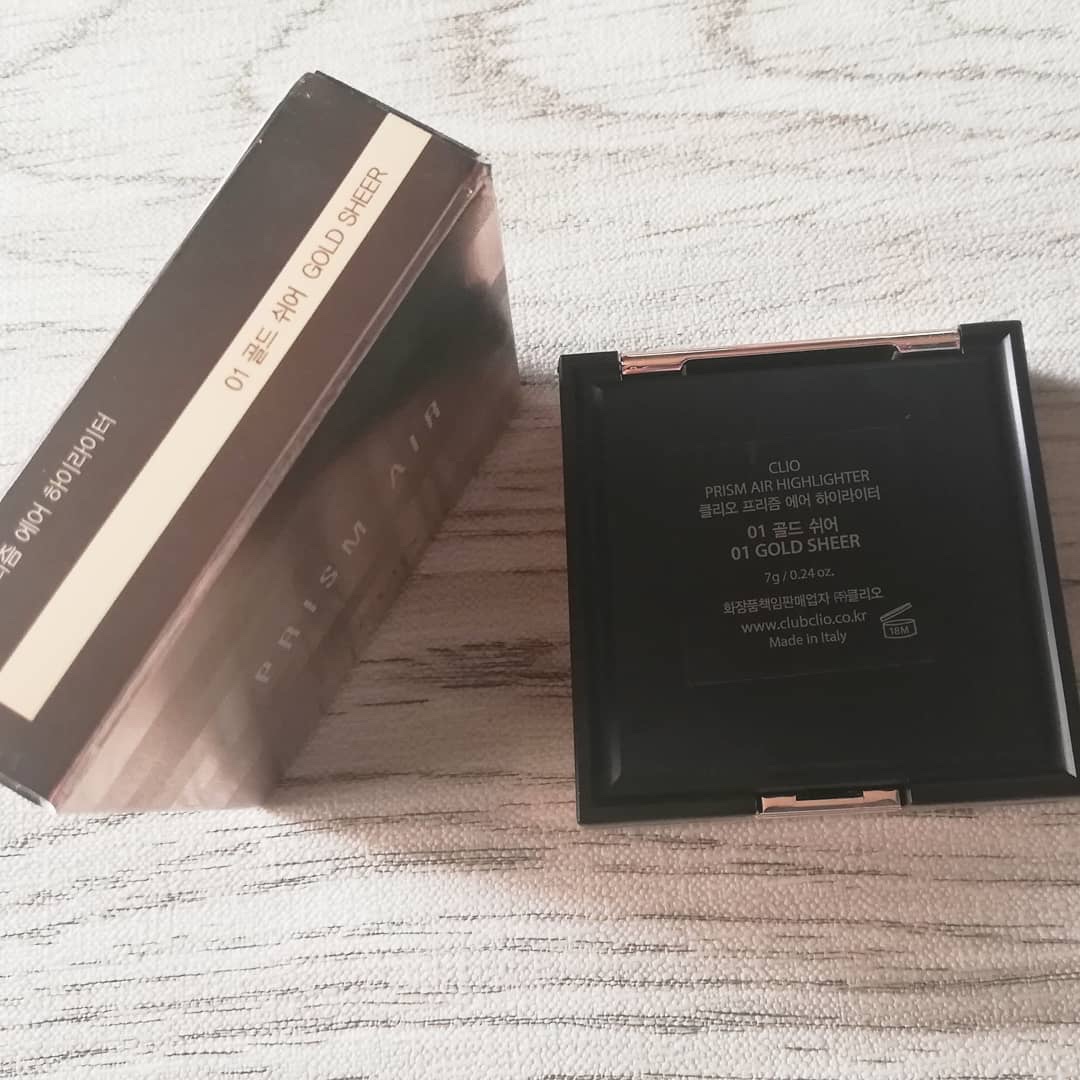 01 골드 쉬어 GOLD SHEER
에어 하이라이터
PRISM AIR
CLIO
PRISM AIR HIGHLIGHTER
클리오 프리즘 에어 하이라이터
01 골드 쉬어
01 GOLD SHEER
7g / 0.24 oz.
화장품책임판매업자 ㈜클리오
www.clubclio.co.kr
Made in Italy
18M